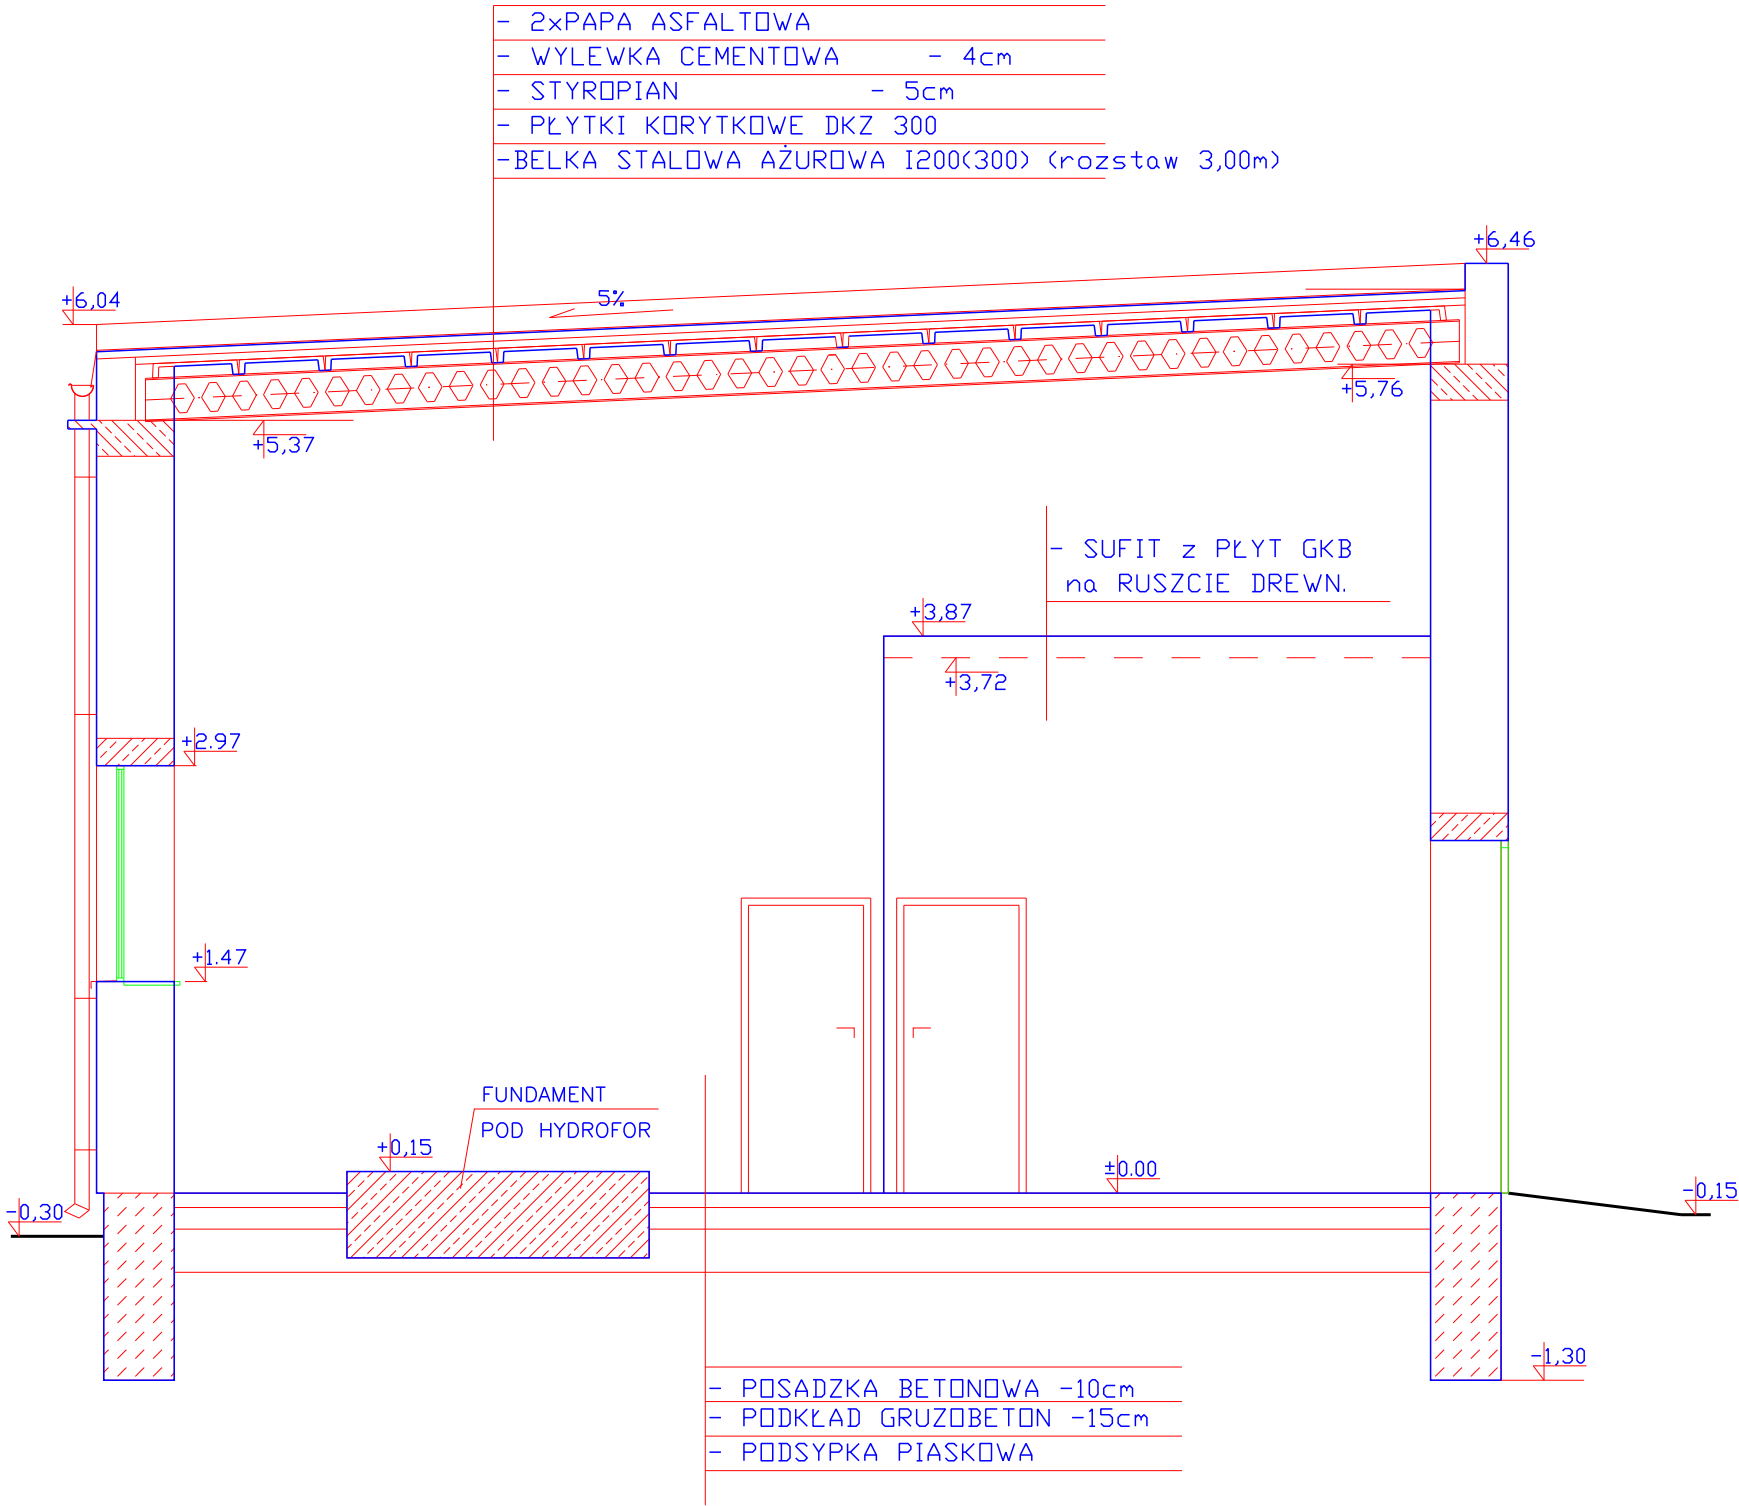 - 2xPAPA ASFALTOWA
- WYLEWKA CEMENTOWA - 4cm
- STYROPIAN - 5cm
- PŁYTKI KORYTKOWE DKZ 300
-BELKA STALOWA AŻUROWA I200(300) (rozstaw 3,00m)
+6,46
+6,04
5%
+5,76
+5,37
- SUFIT z PŁYT GKB
na RUSZCIE DREWN.
+3,87
+3,72
+2.97
+1.47
FUNDAMENT
POD HYDROFOR
+0,15
±0.00
-0,30
-0,15
-1,30
- POSADZKA BETONOWA -10cm
- PODKŁAD GRUZOBETON -15cm
- PODSYPKA PIASKOWA